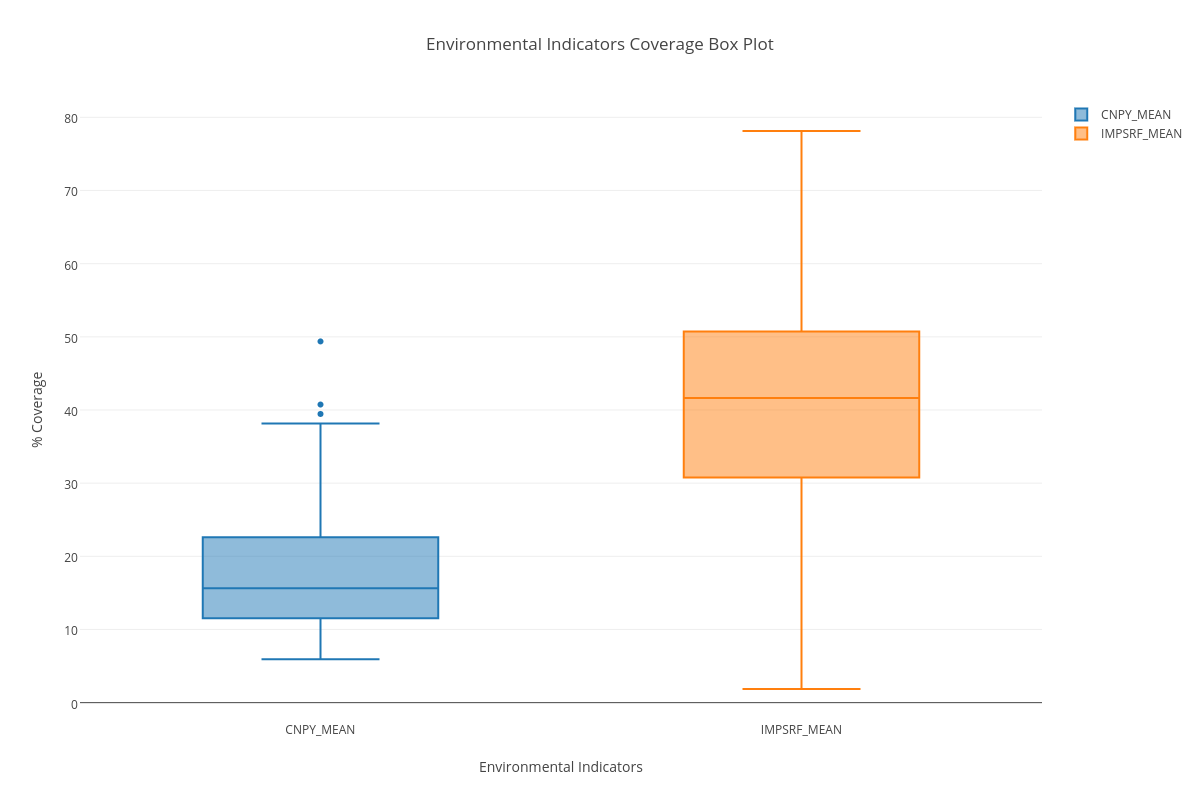 Environmental Indicators Coverage Box Plot
CNPY_MEAN
IMPSRF_MEAN
80
70
60
50
40
30
20
10
0
% Coverage
CNPY_MEAN
IMPSRF_MEAN
Environmental Indicators